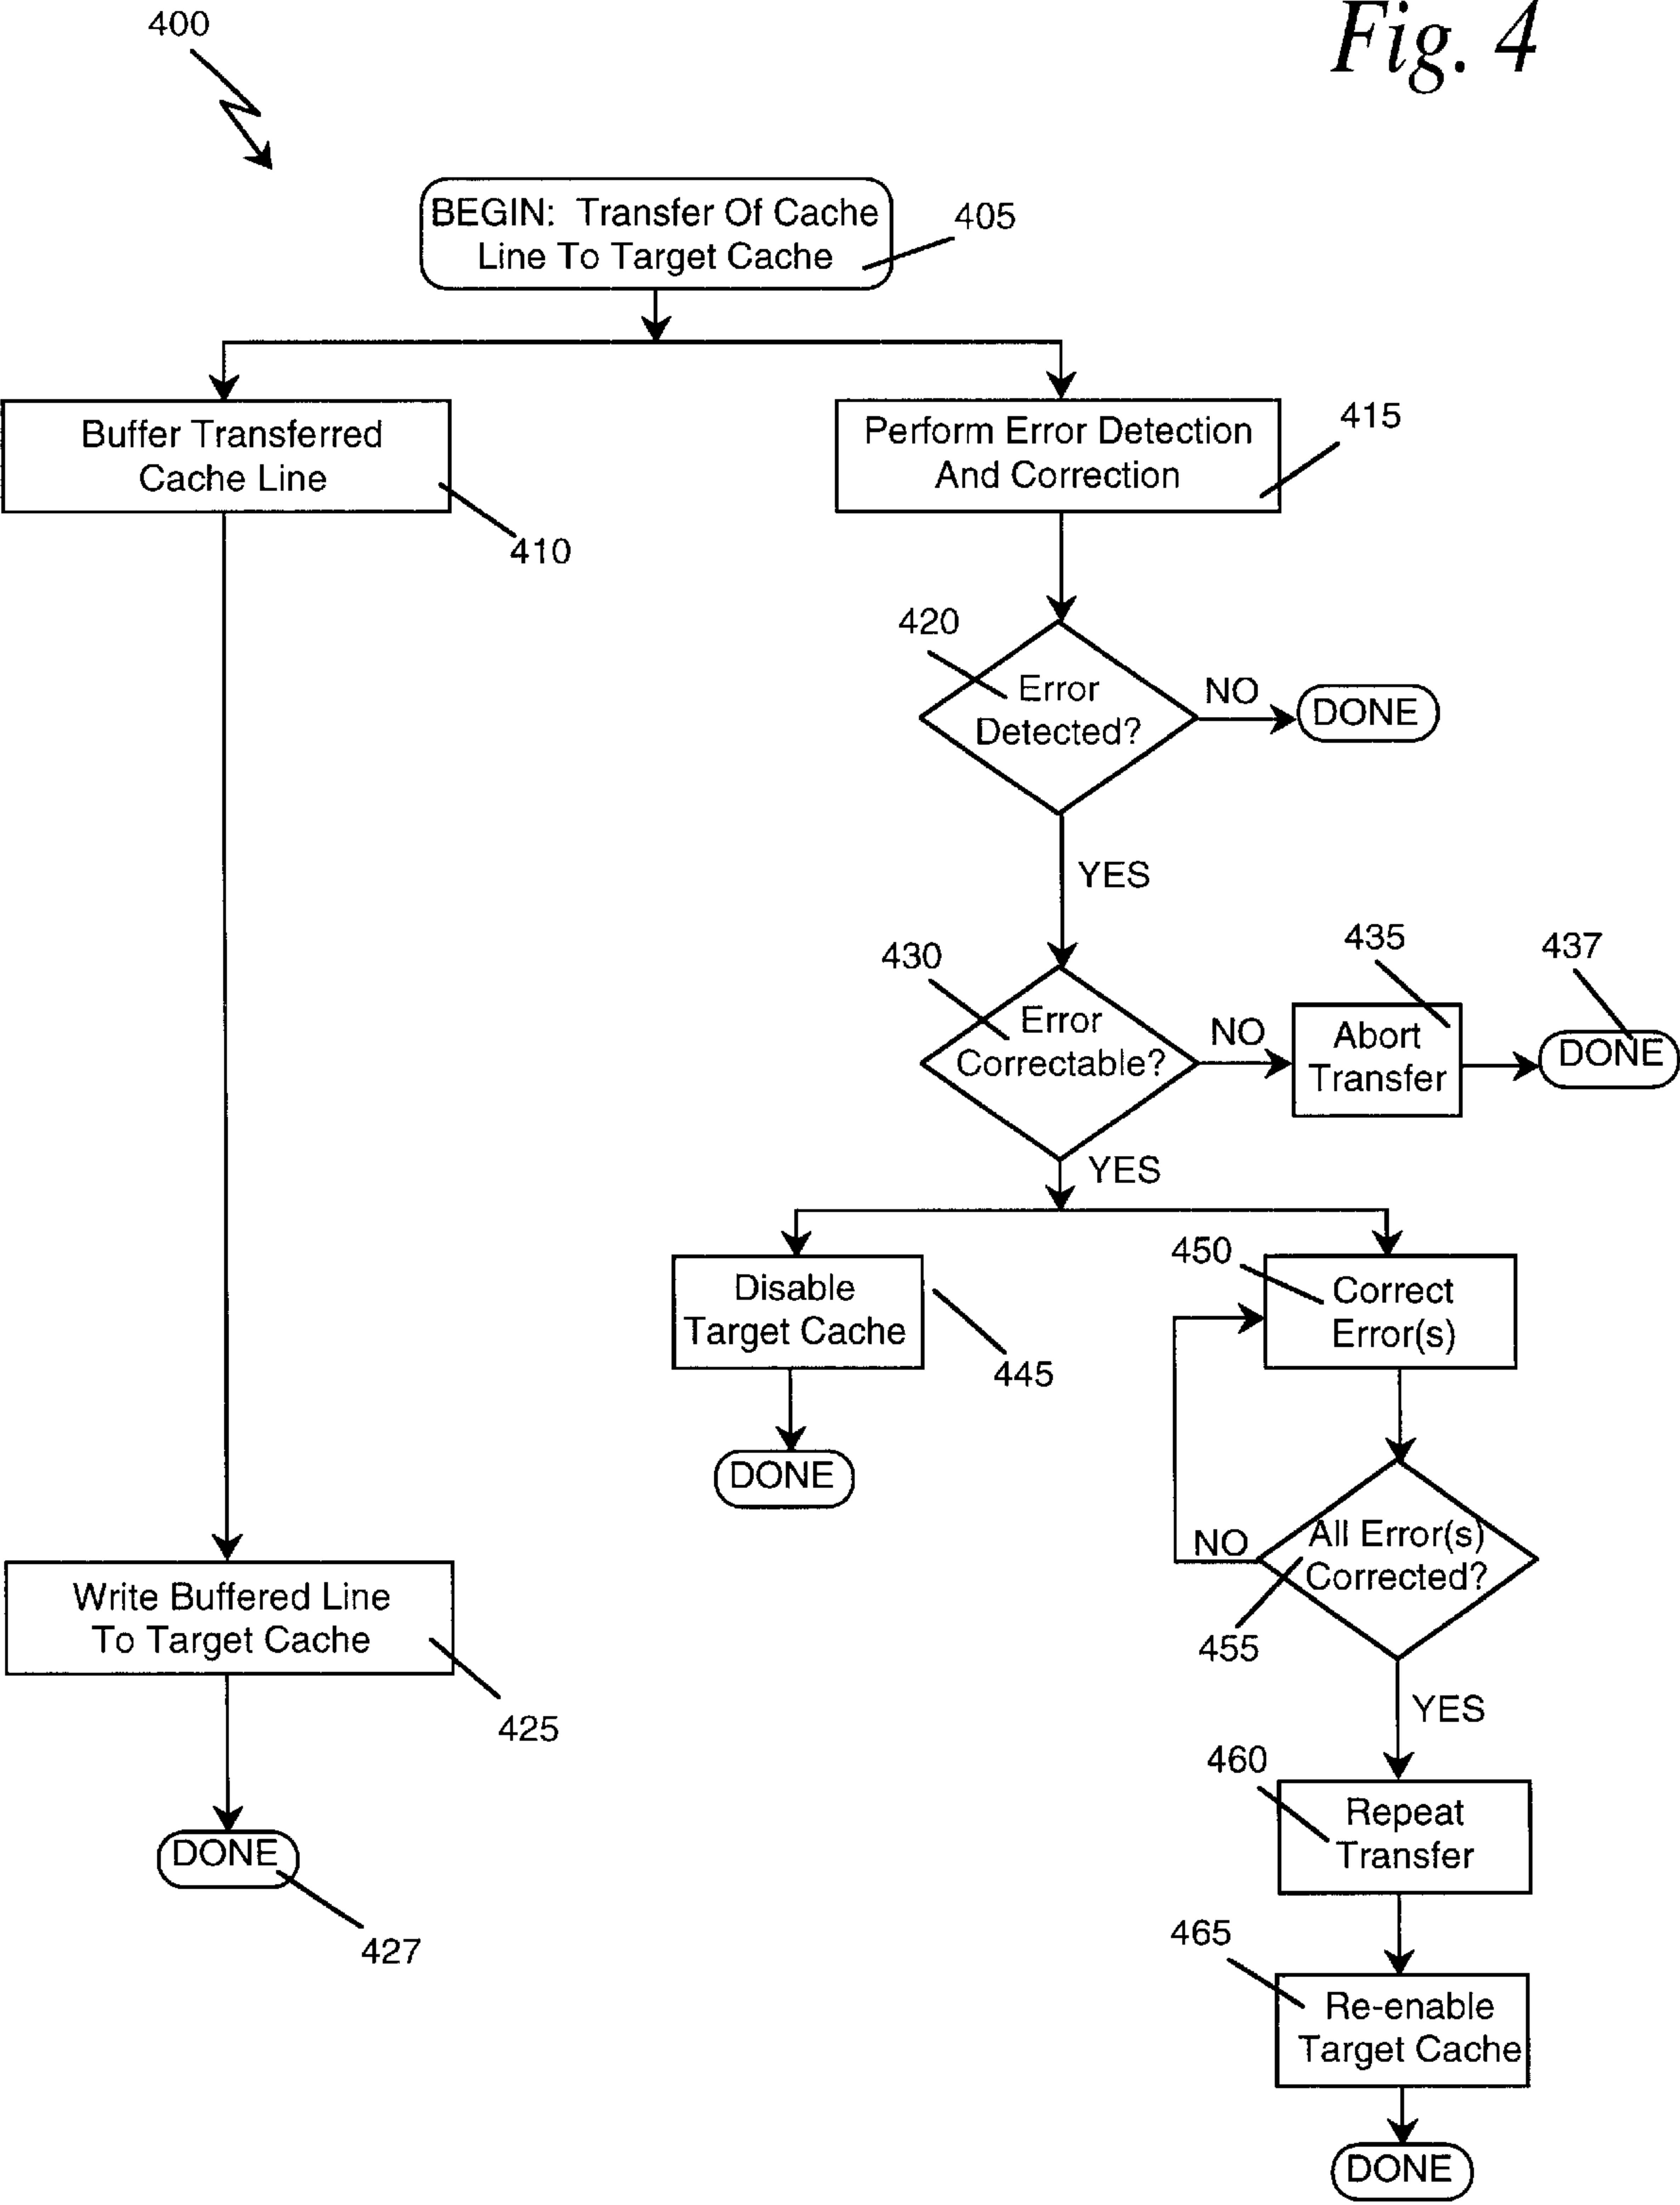 400
Fig. 4
BEGIN: Transfer Of Cache
Line To Target Cache
405
Buffer Transferred
Cache Line
410
Perform Error Detection
And Correction
415
420
Error
Detected?
NO
DONE
YES
430
Error
Correctable?
NO
435
Abort
Transfer
437
DONE
YES
Disable
Target Cache
445
DONE
450
Correct
Error(s)
NO
All Error(s)
Corrected?
455
YES
Write Buffered Line
To Target Cache
425
DONE
427
460
Repeat
Transfer
465
Re-enable
Target Cache
DONE